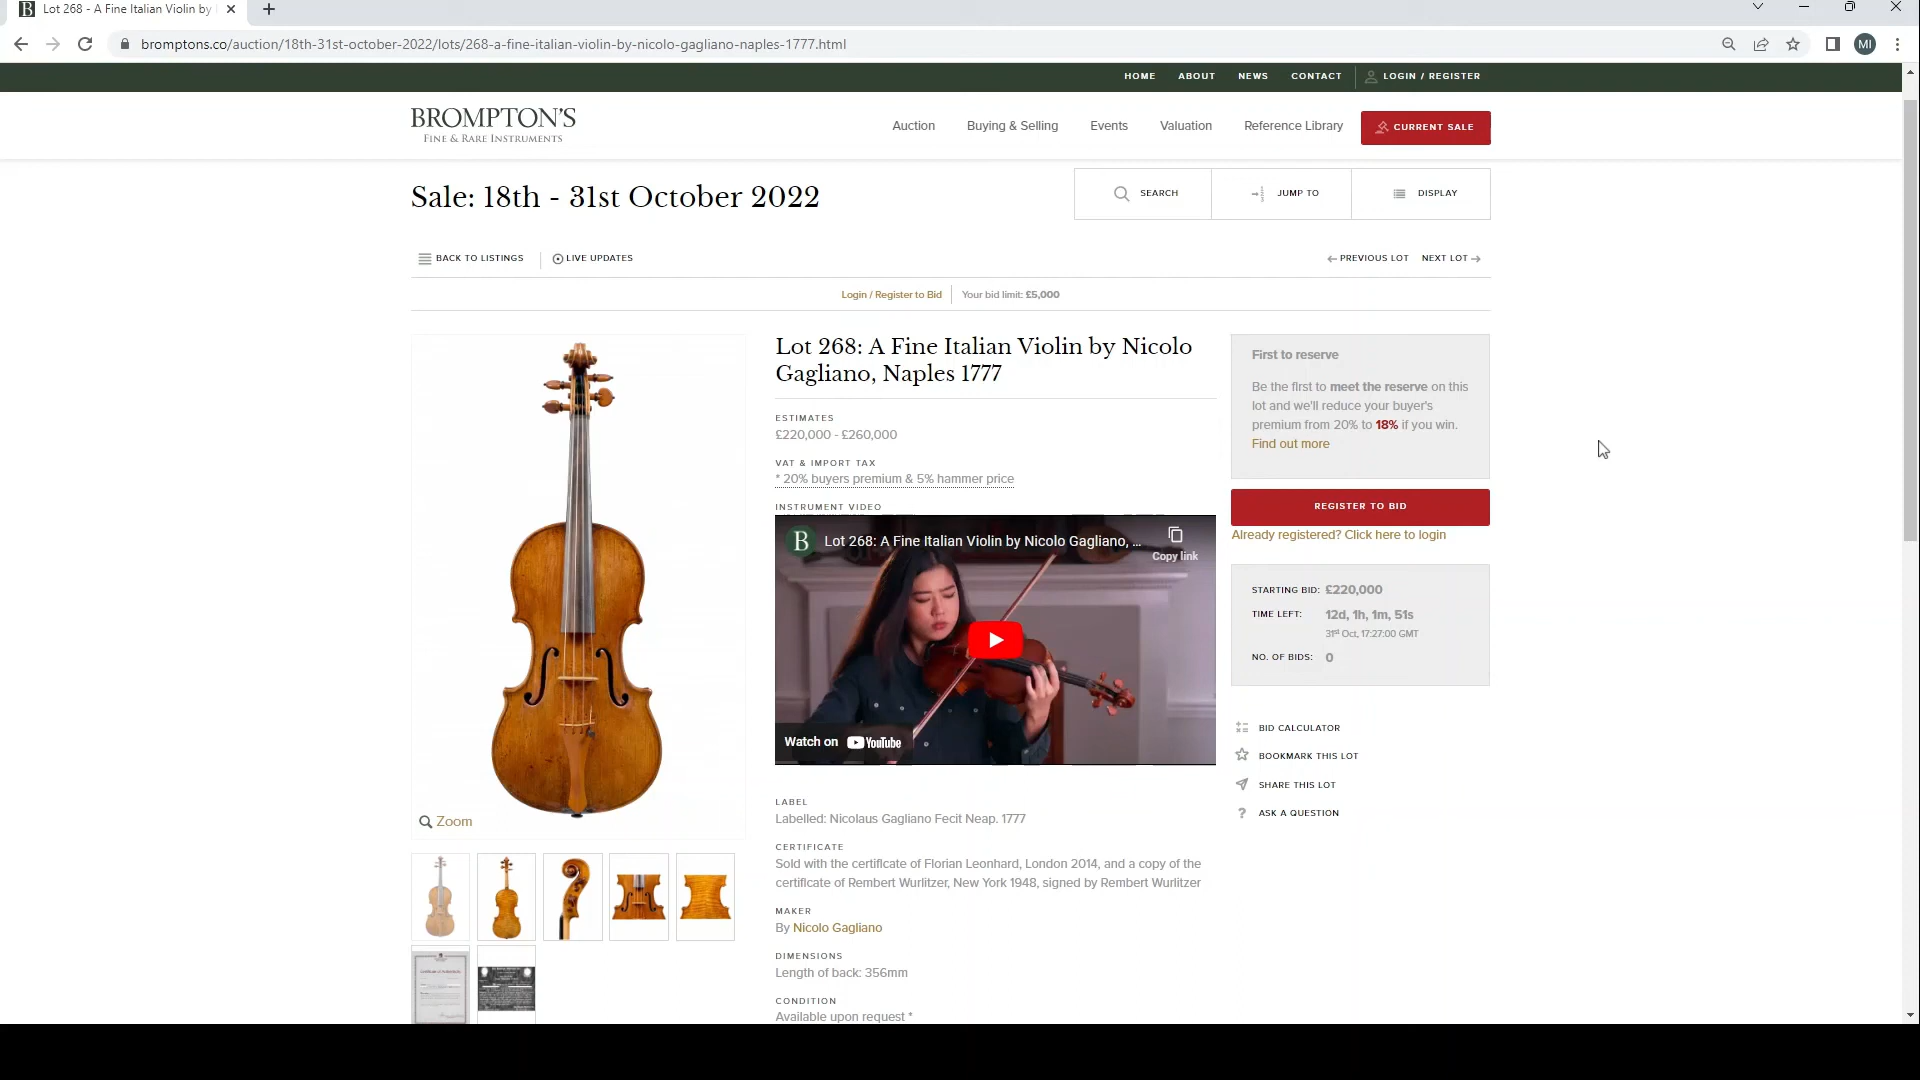 Lot 268 - A Fine Italian Violin by
bromptons.co/auction/18th-31st-october-2022/lots/268-a-fine-italian-violin-by-nicolo-gagliano-naples-1777.html
MI
HOME ABOUT NEWS CONTACT LOGIN / REGISTER
BROMPTON'S
FINE & RARE INSTRUMENTS
Auction Buying & Selling Events Valuation Reference Library CURRENT SALE
Sale: 18th - 31st October 2022
SEARCH JUMP TO DISPLAY
BACK TO LISTINGS LIVE UPDATES
PREVIOUS LOT NEXT LOT
Login / Register to Bid Your bid limit: £5,000
Zoom
Lot 268: A Fine Italian Violin by Nicolo
Gagliano, Naples 1777
ESTIMATES
£220,000 - £260,000
VAT & IMPORT TAX
* 20% buyers premium & 5% hammer price
INSTRUMENT VIDEO
B Lot 268: A Fine Italian Violin by Nicolo Gagliano, ...
Copy link
Watch on YouTube
LABEL
Labelled: Nicolaus Gagliano Fecit Neap. 1777
CERTIFICATE
Sold with the certificate of Florian Leonhard, London 2014, and a copy of the
certificate of Rembert Wurlitzer, New York 1948, signed by Rembert Wurlitzer
MAKER
By Nicolo Gagliano
DIMENSIONS
Length of back: 356mm
CONDITION
Available upon request *
First to reserve
Be the first to meet the reserve on this
lot and we'll reduce your buyer's
premium from 20% to 18% if you win.
Find out more
REGISTER TO BID
Already registered? Click here to login
STARTING BID: £220,000
TIME LEFT: 12d, 1h, 1m, 51s
31st Oct, 17:27:00 GMT
NO. OF BIDS: 0
BID CALCULATOR
BOOKMARK THIS LOT
SHARE THIS LOT
? ASK A QUESTION